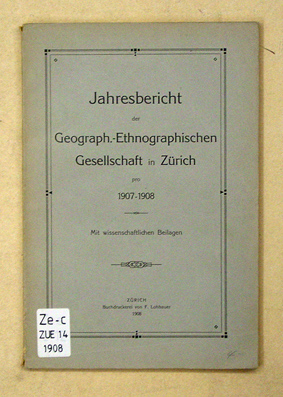 Jahresbericht
der
Geograph.-Ethnographischen
Gesellschaft in Zürich
pro
1907-1908
Mit wissenschaftlichen Beilagen
ZÜRICH
Buchdruckerei von F. Lohbauer
1908
Ze-c
ZUE 14
1908